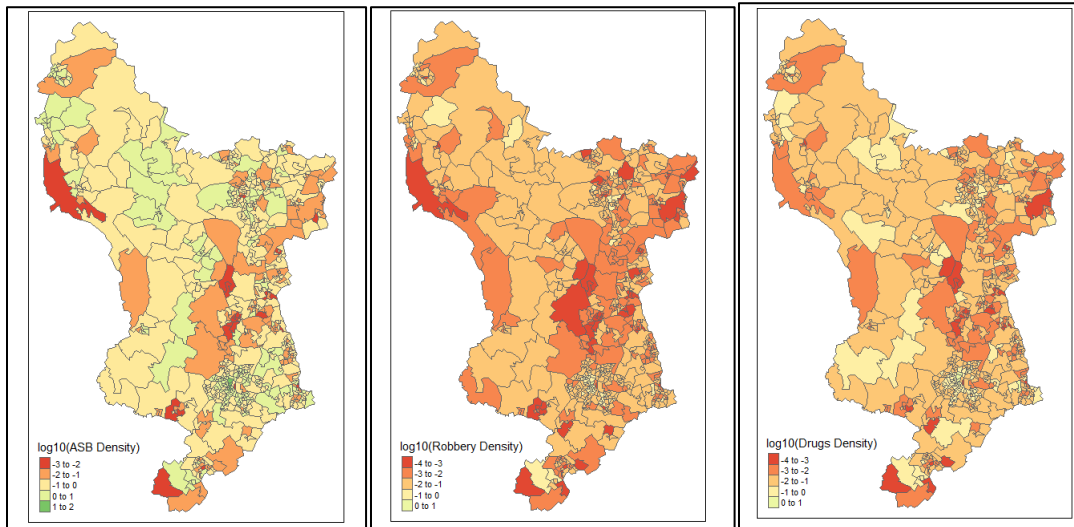 log10(ASB Density)
-3 to -2
-2 to -1
-1 to 0
0 to 1
1 to 2
log10(Robbery Density)
-4 to -3
-3 to -2
-2 to -1
-1 to 0
0 to 1
log10(Drugs Density)
-4 to -3
-3 to -2
-2 to -1
-1 to 0
0 to 1